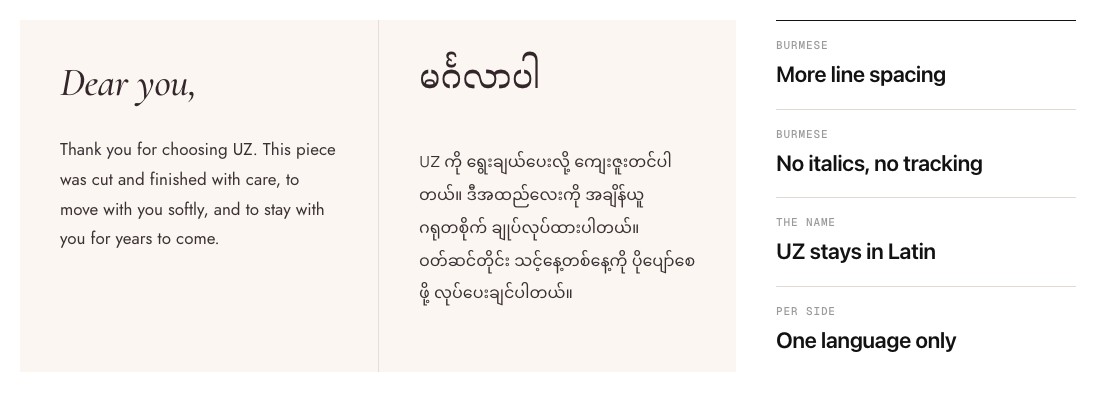 Dear you,
Thank you for choosing UZ. This piece
was cut and finished with care, to
move with you softly, and to stay with
you for years to come.
မင်္ဂလာပါ
UZ ကို ရွေးချယ်ပေးလို့ ကျေးဇူးတင်ပါ
တယ်။ ဒီအထည်လေးကို အချိန်ယူ
ဂရုတစိုက် ချုပ်လုပ်ထားပါတယ်။
ဝတ်ဆင်တိုင်း သင့်နေ့တစ်နေ့ကို ပိုပျော်စေ
ဖို့ လုပ်ပေးချင်ပါတယ်။
BURMESE
More line spacing
BURMESE
No italics, no tracking
THE NAME
UZ stays in Latin
PER SIDE
One language only